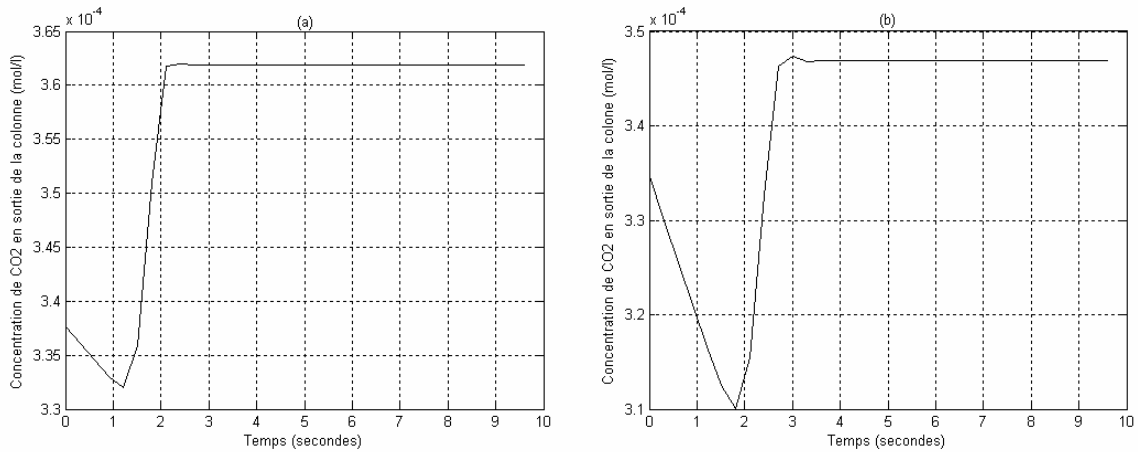 (a)
x 10-4
3.65
3.6
3.55
3.5
3.45
3.4
3.35
3.3
0 1 2 3 4 5 6 7 8 9 10
Temps (secondes)
Concentration de CO2 en sortie de la colonne (mol/l)
(b)
x 10-4
3.5
3.4
3.3
3.2
3.1
0 1 2 3 4 5 6 7 8 9 10
Temps (secondes)
Concentration de CO2 en sortie de la colone (mol/l)